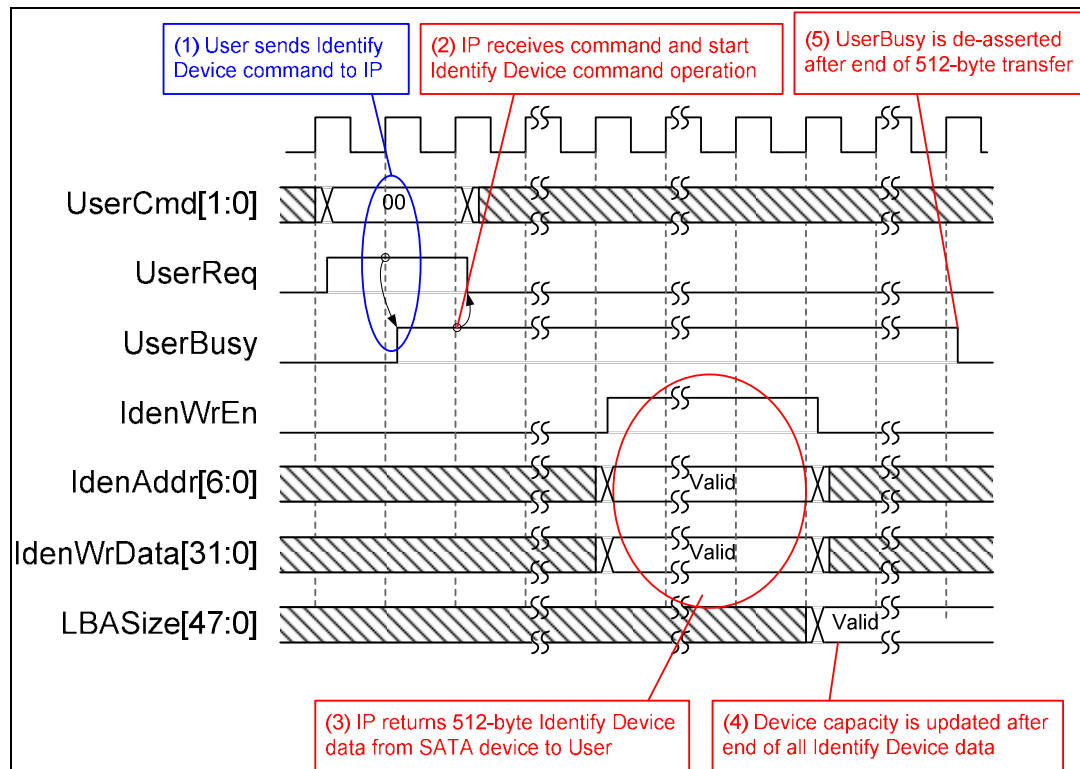 (1) User sends Identify
Device command to IP
(2) IP receives command and start
Identify Device command operation
(5) UserBusy is de-asserted
after end of 512-byte transfer
UserCmd[1:0]
00
UserReq
UserBusy
IdenWrEn
IdenAddr[6:0]
Valid
IdenWrData[31:0]
Valid
LBASize[47:0]
Valid
(3) IP returns 512-byte Identify Device
data from SATA device to User
(4) Device capacity is updated after
end of all Identify Device data